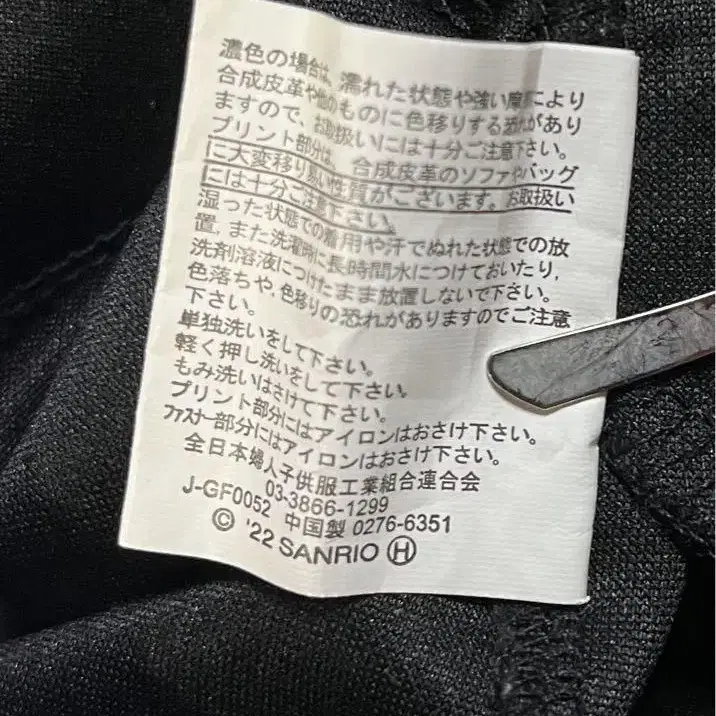 濃色の場合は、濡れた状態や強い摩擦により
合成皮革や他のものに色移りする恐れがあり
ますので、お取扱いには十分ご注意下さい。
プリント部分は、合成皮革のソファやバッグ
に大変移り易い性質がございます。お取扱い
には十分ご注意下さい。
湿った状態での着用や汗でぬれた状態での放
置，また洗濯時に長時間水につけておいたり，
洗剤溶液につけたまま放置しないで下さい。
色落ちや、色移りの恐れがありますのでご注意
下さい。
単独洗いをして下さい。
軽く押し洗いをして下さい。
もみ洗いはさけて下さい。
プリント部分にはアイロンはおさけ下さい。
ファスナー部分にはアイロンはおさけ下さい。
全日本婦人子供服工業組合連合会
03-3866-1299
J-GF0052 中国製 0276-6351
© '22 SANRIO Ⓗ